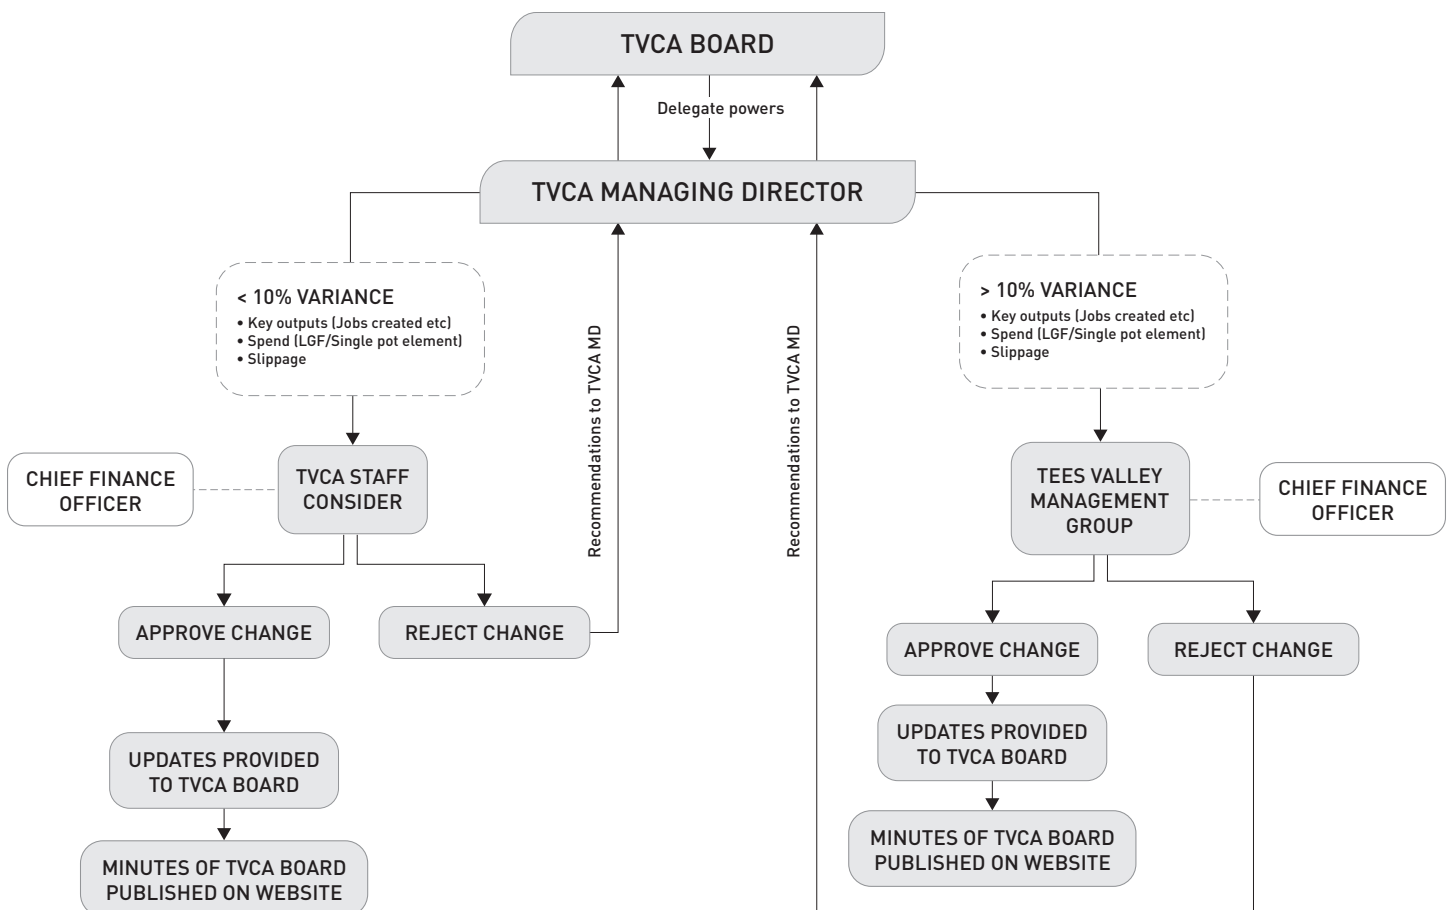 TVCA BOARD
Delegate powers
TVCA MANAGING DIRECTOR
< 10% VARIANCE
• Key outputs (Jobs created etc)
• Spend (LGF/Single pot element)
• Slippage
> 10% VARIANCE
• Key outputs (Jobs created etc)
• Spend (LGF/Single pot element)
• Slippage
Recommendations to TVCA MD
Recommendations to TVCA MD
CHIEF FINANCE
OFFICER
TVCA STAFF
CONSIDER
TEES VALLEY
MANAGEMENT
GROUP
CHIEF FINANCE
OFFICER
APPROVE CHANGE
REJECT CHANGE
APPROVE CHANGE
REJECT CHANGE
UPDATES PROVIDED
TO TVCA BOARD
UPDATES PROVIDED
TO TVCA BOARD
MINUTES OF TVCA BOARD
PUBLISHED ON WEBSITE
MINUTES OF TVCA BOARD
PUBLISHED ON WEBSITE